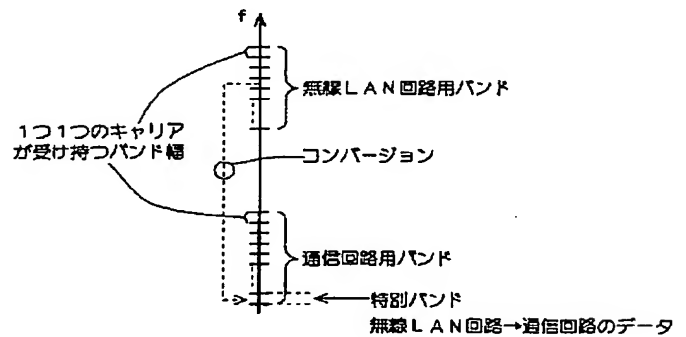 f
無線LAN回路用バンド
1つ1つのキャリア
が受け持つバンド幅
コンバージョン
通信回路用バンド
特別バンド
無線LAN回路→通信回路のデータ